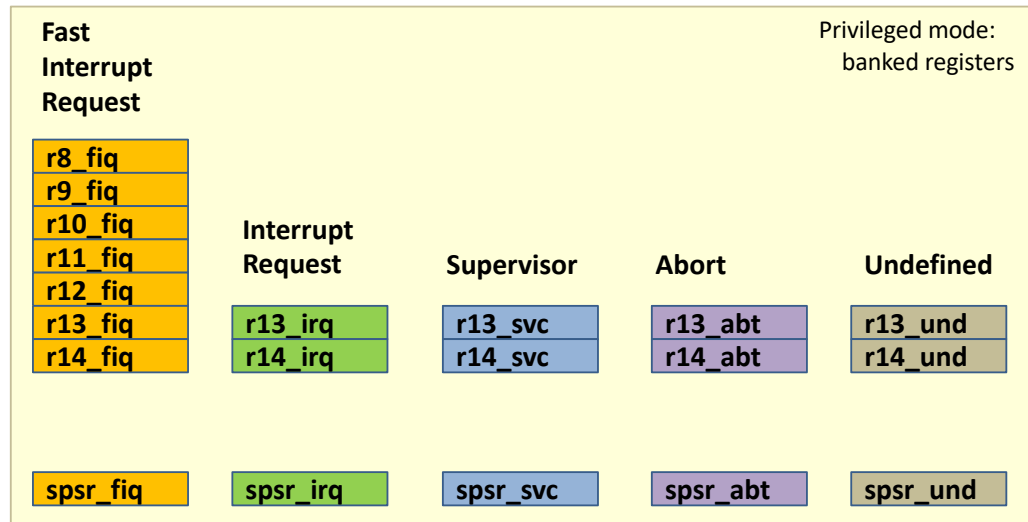 Fast
Interrupt
Request
Privileged mode:
banked registers
r8_fiq
r9_fiq
r10_fiq
r11_fiq
r12_fiq
r13_fiq
r14_fiq
spsr_fiq
Interrupt
Request
r13_irq
r14_irq
spsr_irq
Supervisor
r13_svc
r14_svc
spsr_svc
Abort
r13_abt
r14_abt
spsr_abt
Undefined
r13_und
r14_und
spsr_und